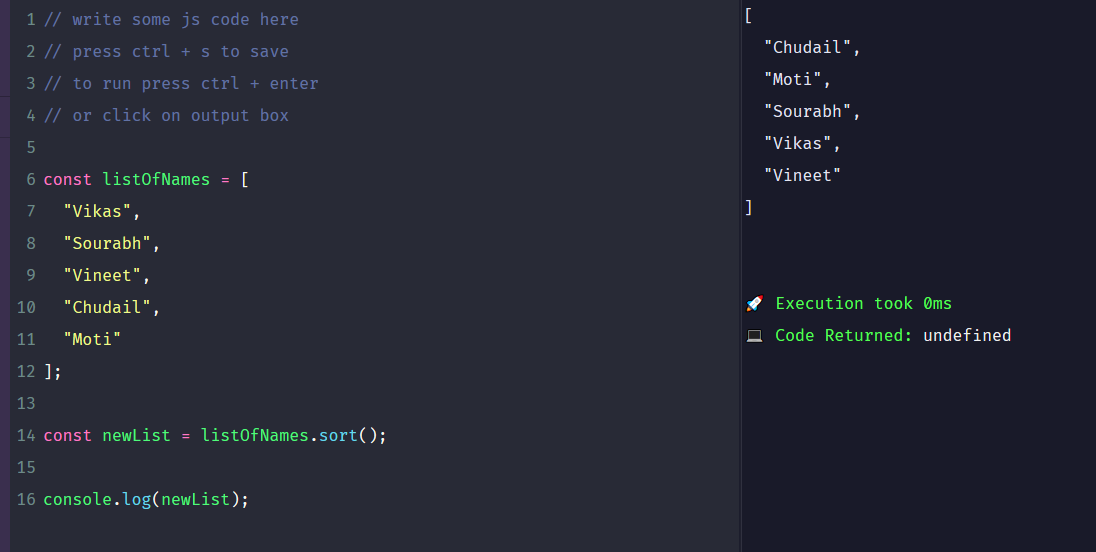 1 // write some js code here
2 // press ctrl + s to save
3 // to run press ctrl + enter
4 // or click on output box
5
6 const listOfNames = [
7 "Vikas",
8 "Sourabh",
9 "Vineet",
10 "Chudail",
11 "Moti"
12 ];
13
14 const newList = listOfNames.sort();
15
16 console.log(newList);
[
"Chudail",
"Moti",
"Sourabh",
"Vikas",
"Vineet"
]
🚀 Execution took 0ms
💻 Code Returned: undefined